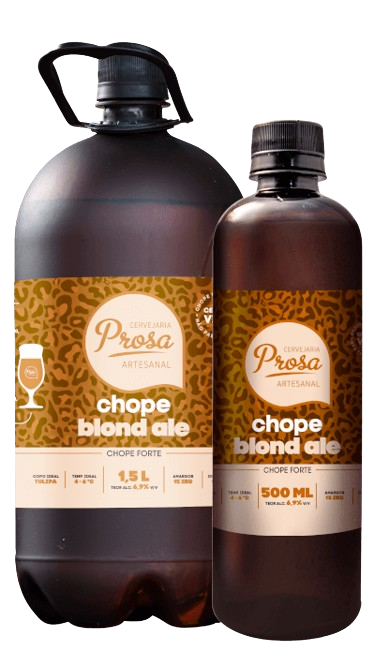 CERVEJARIA
Prosa
ARTESANAL
chope
blond ale
CHOPE FORTE
COPO IDEAL
TULIPA
TEMP IDEAL
4 - 6 °C
1,5 L
TEOR ALC. 6,9% V/V
AMARGOR
15 IBU
CERVEJARIA
Prosa
ARTESANAL
chope
blond ale
CHOPE FORTE
TEMP IDEAL
4 - 6 °C
500 ML
TEOR ALC. 6,9% V/V
AMARGOR
15 IBU